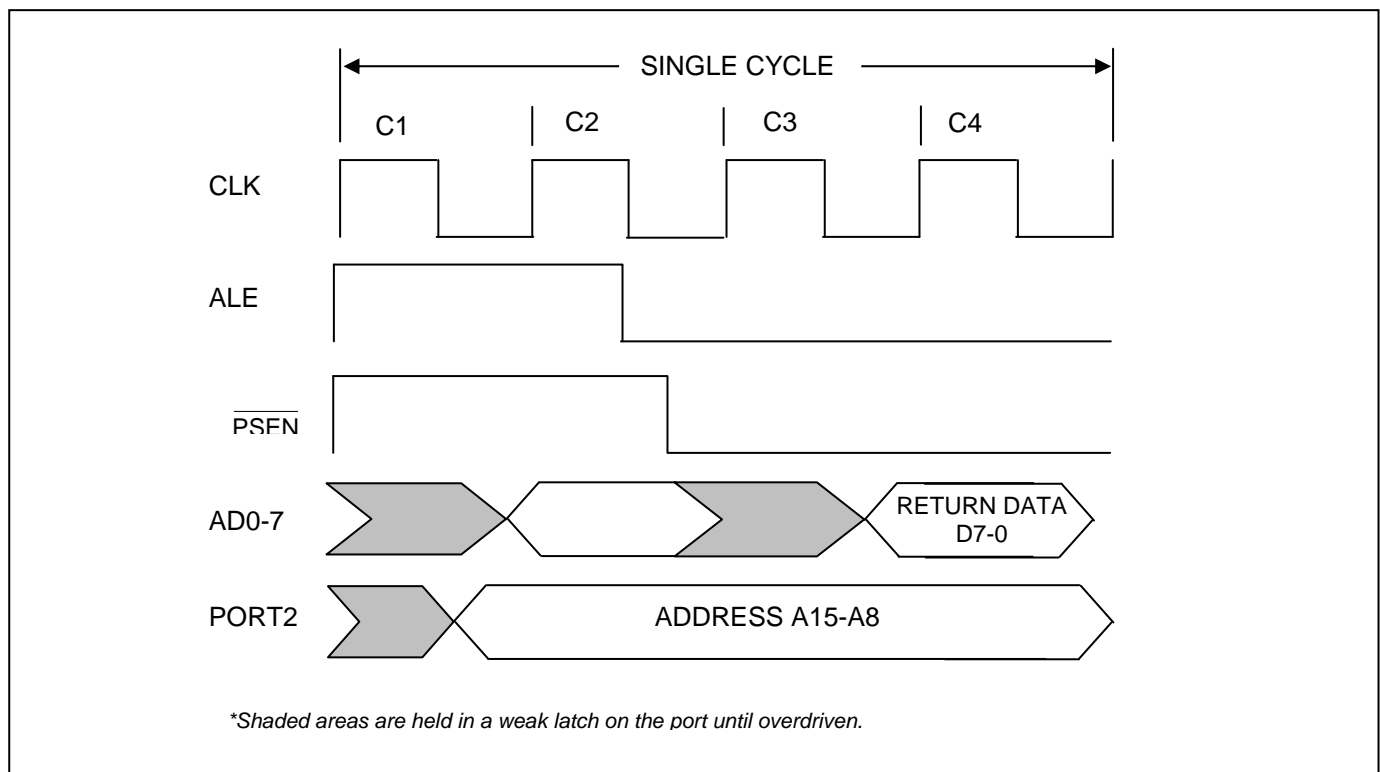 SINGLE CYCLE
C1 C2 C3 C4
CLK
ALE
PSEN
AD0-7
RETURN DATA
D7-0
PORT2
ADDRESS A15-A8
*Shaded areas are held in a weak latch on the port until overdriven.